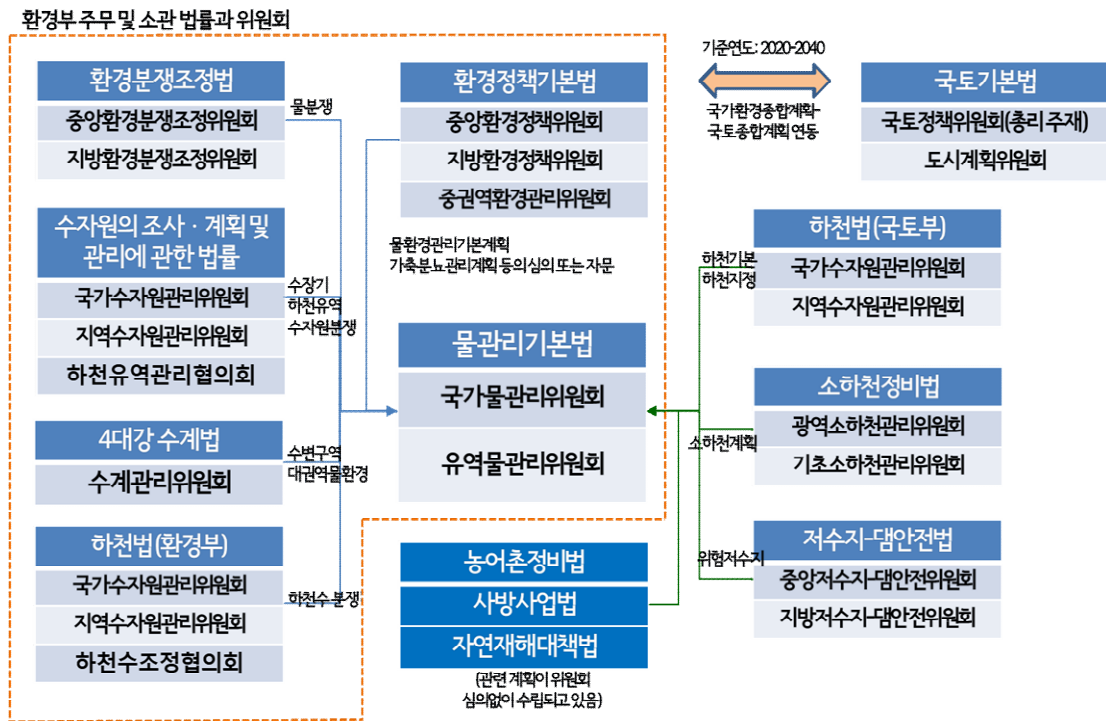 환경부 주무 및 소관 법률과 위원회
환경분쟁조정법
중앙환경분쟁조정위원회
지방환경분쟁조정위원회
물분쟁
환경정책기본법
중앙환경정책위원회
지방환경정책위원회
중권역환경관리위원회
물환경관리기본계획
가축분뇨관리계획 등의 심의 또는 자문
기준연도: 2020-2040
국가환경종합계획-
국토종합계획 연동
국토기본법
국토정책위원회(총리 주재)
도시계획위원회
수자원의 조사 · 계획 및
관리에 관한 법률
국가수자원관리위원회
지역수자원관리위원회
하천유역관리협의회
수장기
하천유역
수자원분쟁
물관리기본법
국가물관리위원회
유역물관리위원회
하천기본
하천지정
하천법(국토부)
국가수자원관리위원회
지역수자원관리위원회
4대강 수계법
수계관리위원회
수변구역
대권역물환경
소하천계획
소하천정비법
광역소하천관리위원회
기초소하천관리위원회
하천법(환경부)
국가수자원관리위원회
지역수자원관리위원회
하천수조정협의회
하천수 분쟁
농어촌정비법
사방사업법
자연재해대책법
(관련 계획이 위원회
심의없이 수립되고 있음)
위험저수지
저수지-댐안전법
중앙저수지-댐안전위원회
지방저수지-댐안전위원회